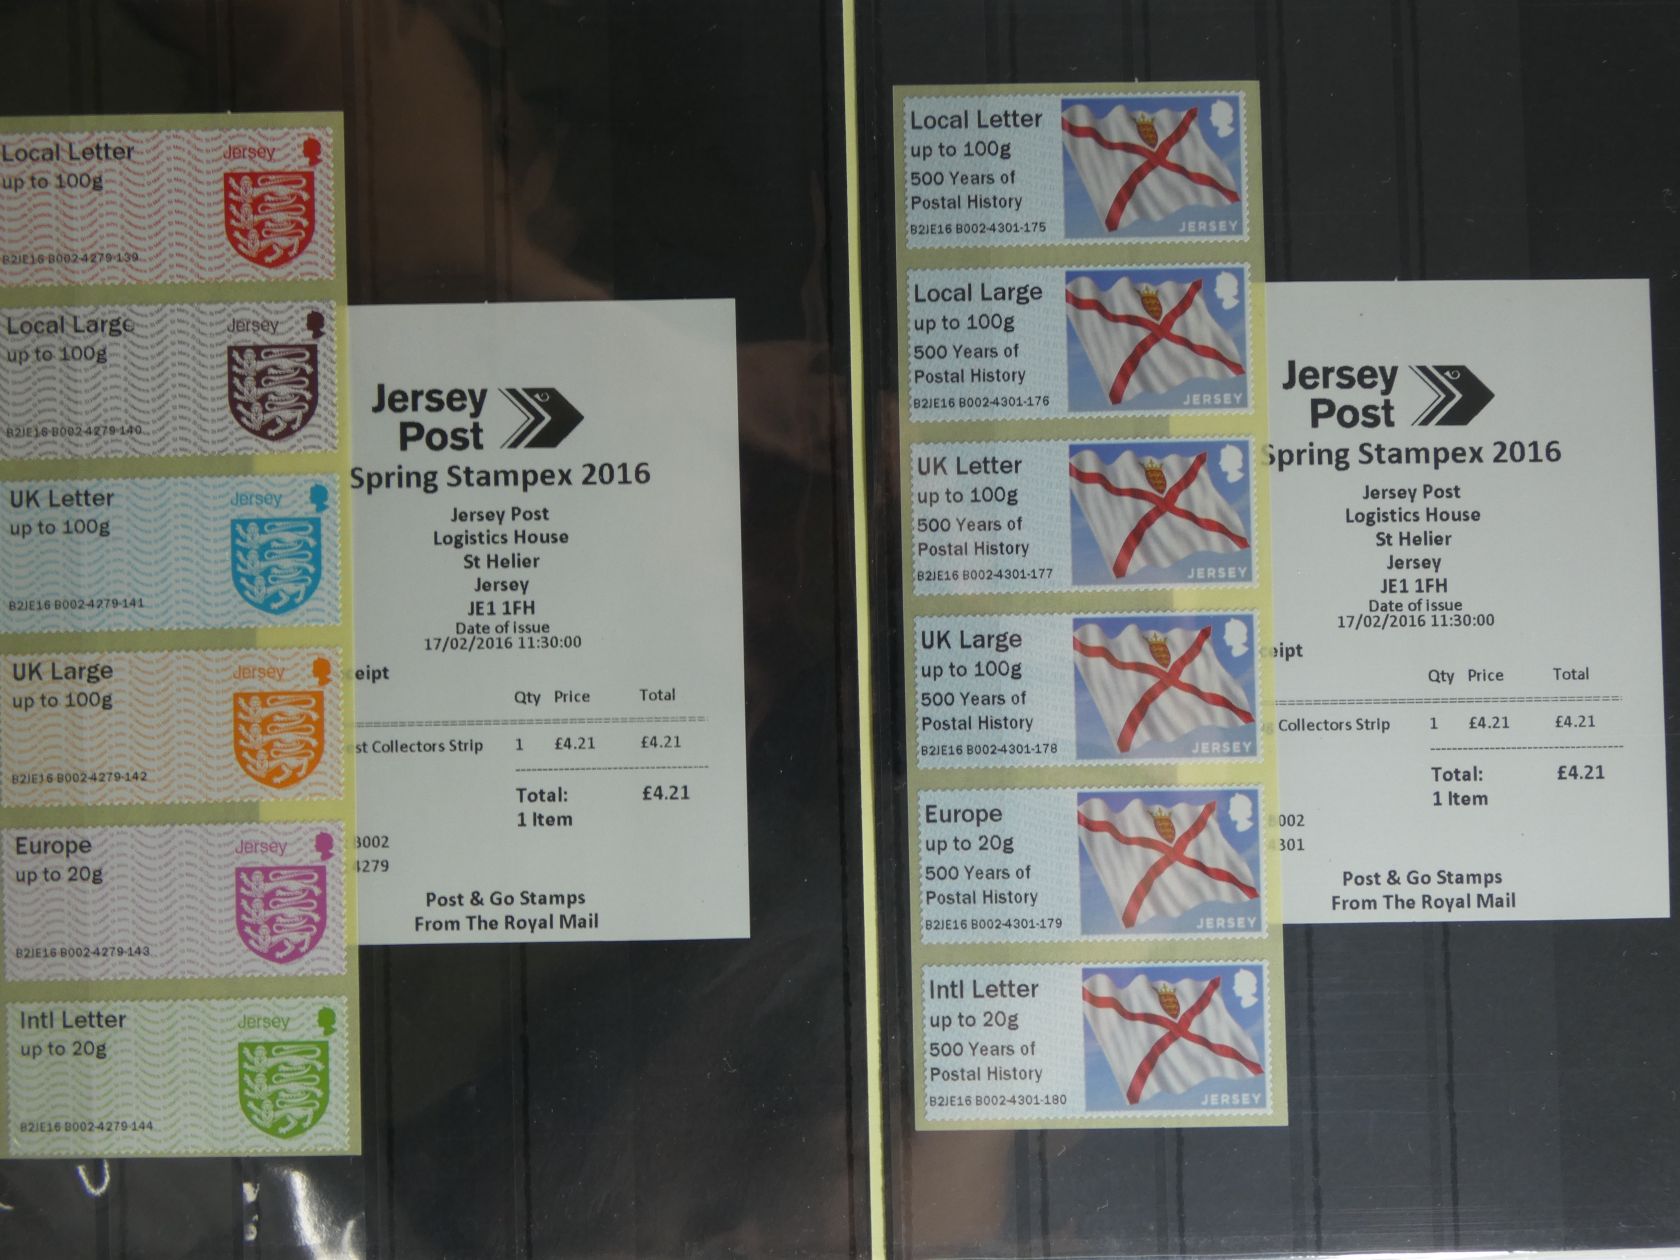 Local Letter
up to 100g
Jersey
B2JE16 B002-4279-139
Local Large
up to 100g
Jersey
B2JE16 B002-4279-140
UK Letter
up to 100g
Jersey
B2JE16 B002-4279-141
UK Large
up to 100g
Jersey
B2JE16 B002-4279-142
Europe
up to 20g
Jersey
B2JE16 B002-4279-143
Intl Letter
up to 20g
Jersey
B2JE16 B002-4279-144
Jersey
Post
Spring Stampex 2016
Jersey Post
Logistics House
St Helier
Jersey
JE1 1FH
Date of issue
17/02/2016 11:30:00
eipt
Qty Price Total
st Collectors Strip 1 £4.21 £4.21
Total: £4.21
1 Item
B002
4279
Post & Go Stamps
From The Royal Mail
Local Letter
up to 100g
500 Years of
Postal History
B2JE16 B002-4301-175
JERSEY
Local Large
up to 100g
500 Years of
Postal History
B2JE16 B002-4301-176
JERSEY
UK Letter
up to 100g
500 Years of
Postal History
B2JE16 B002-4301-177
JERSEY
UK Large
up to 100g
500 Years of
Postal History
B2JE16 B002-4301-178
JERSEY
Europe
up to 20g
500 Years of
Postal History
B2JE16 B002-4301-179
JERSEY
Intl Letter
up to 20g
500 Years of
Postal History
B2JE16 B002-4301-180
JERSEY
Jersey
Post
Spring Stampex 2016
Jersey Post
Logistics House
St Helier
Jersey
JE1 1FH
Date of issue
17/02/2016 11:30:00
eipt
Qty Price Total
Collectors Strip 1 £4.21 £4.21
Total: £4.21
1 Item
002
301
Post & Go Stamps
From The Royal Mail